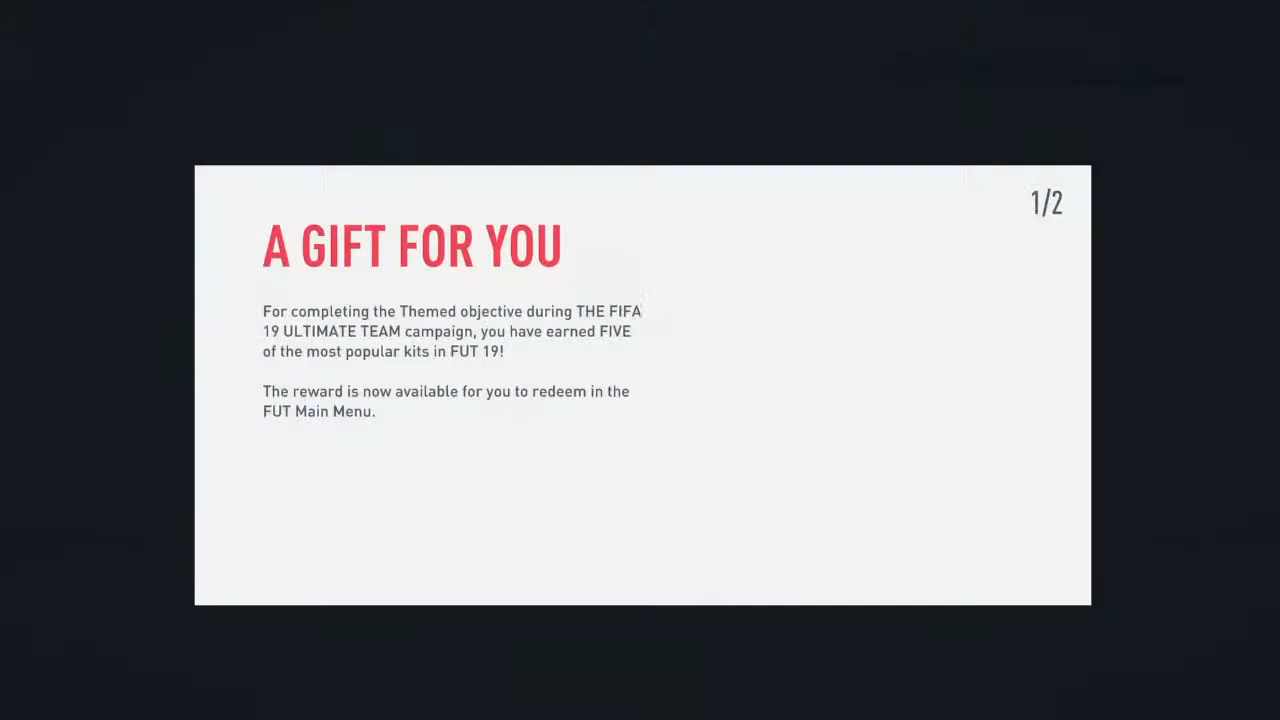 1/2
A GIFT FOR YOU
For completing the Themed objective during THE FIFA
19 ULTIMATE TEAM campaign, you have earned FIVE
of the most popular kits in FUT 19!
The reward is now available for you to redeem in the
FUT Main Menu.